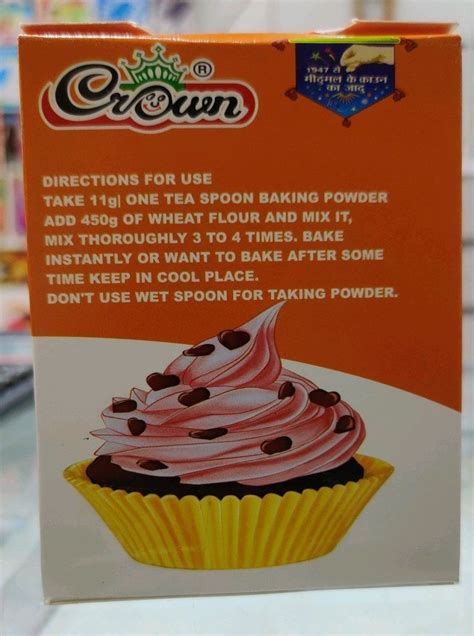 Crown ®
1947 से
गीदूमल के क्राउन
का जादू
DIRECTIONS FOR USE
TAKE 11g| ONE TEA SPOON BAKING POWDER
ADD 450g OF WHEAT FLOUR AND MIX IT,
MIX THOROUGHLY 3 TO 4 TIMES. BAKE
INSTANTLY OR WANT TO BAKE AFTER SOME
TIME KEEP IN COOL PLACE.
DON'T USE WET SPOON FOR TAKING POWDER.